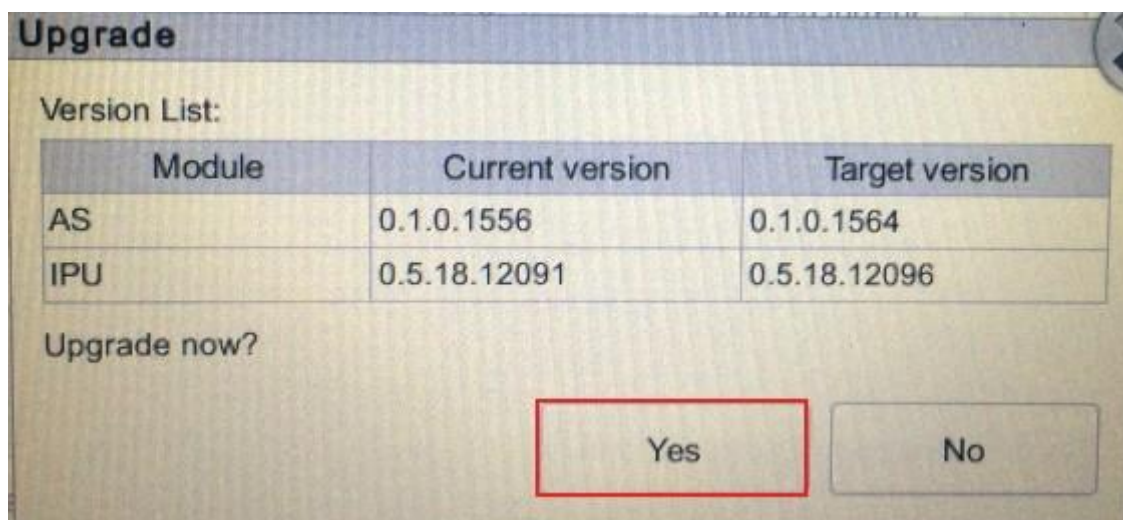 Upgrade
Version List:
Module Current version Target version
AS 0.1.0.1556 0.1.0.1564
IPU 0.5.18.12091 0.5.18.12096
Upgrade now?
Yes No